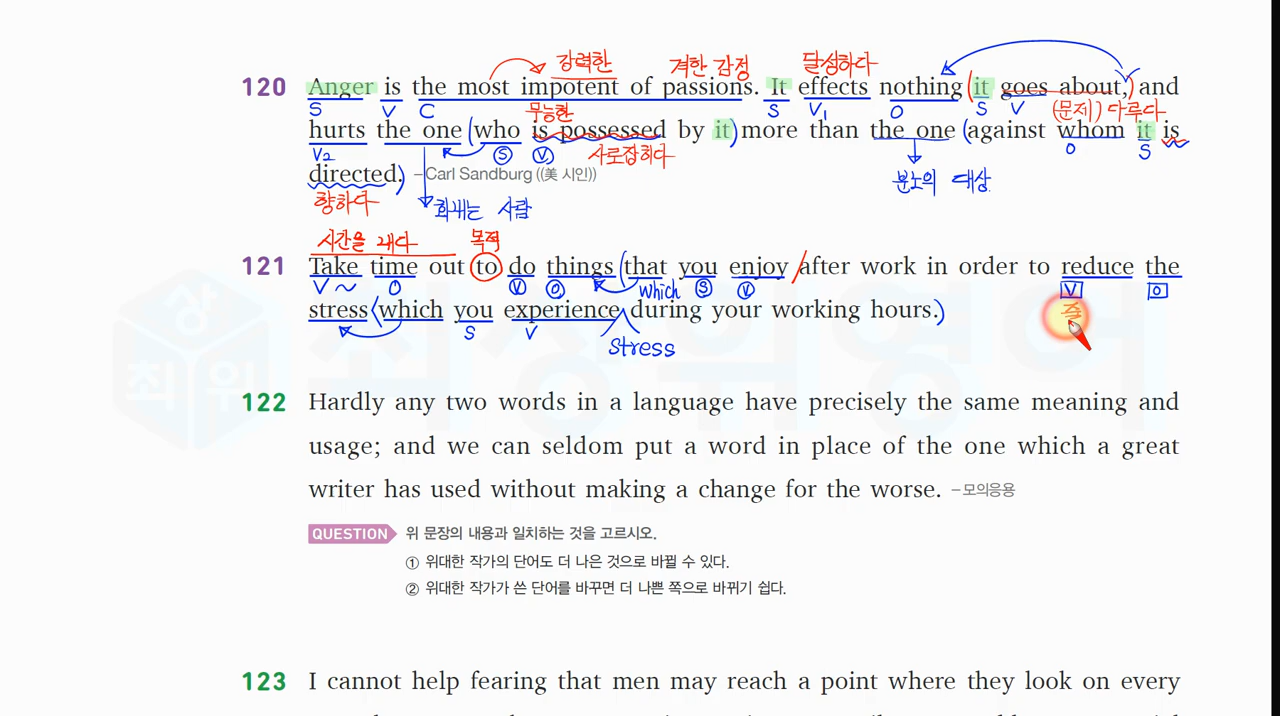 강력한 격한 감정 달성하다
120 Anger is the most impotent of passions. It effects nothing (it goes about,) and
S V C 무능한 S V₁ O S V (문제) 다루다
hurts the one (who is possessed by it) more than the one (against whom it is
V₂ Ⓢ Ⓥ 사로잡히다 O S
directed.) – Carl Sandburg ((美 시인)) 분노의 대상
향하다 화내는 사람
시간을 재다 목적
121 Take time out to do things (that you enjoy / after work in order to reduce the
V O Ⓥ Ⓞ which Ⓢ Ⓥ V O
stress (which you experience during your working hours.)
S V stress
122 Hardly any two words in a language have precisely the same meaning and
usage; and we can seldom put a word in place of the one which a great
writer has used without making a change for the worse. – 모의응용
QUESTION 위 문장의 내용과 일치하는 것을 고르시오.
① 위대한 작가의 단어도 더 나은 것으로 바뀔 수 있다.
② 위대한 작가가 쓴 단어를 바꾸면 더 나쁜 쪽으로 바뀌기 쉽다.
123 I cannot help fearing that men may reach a point where they look on every